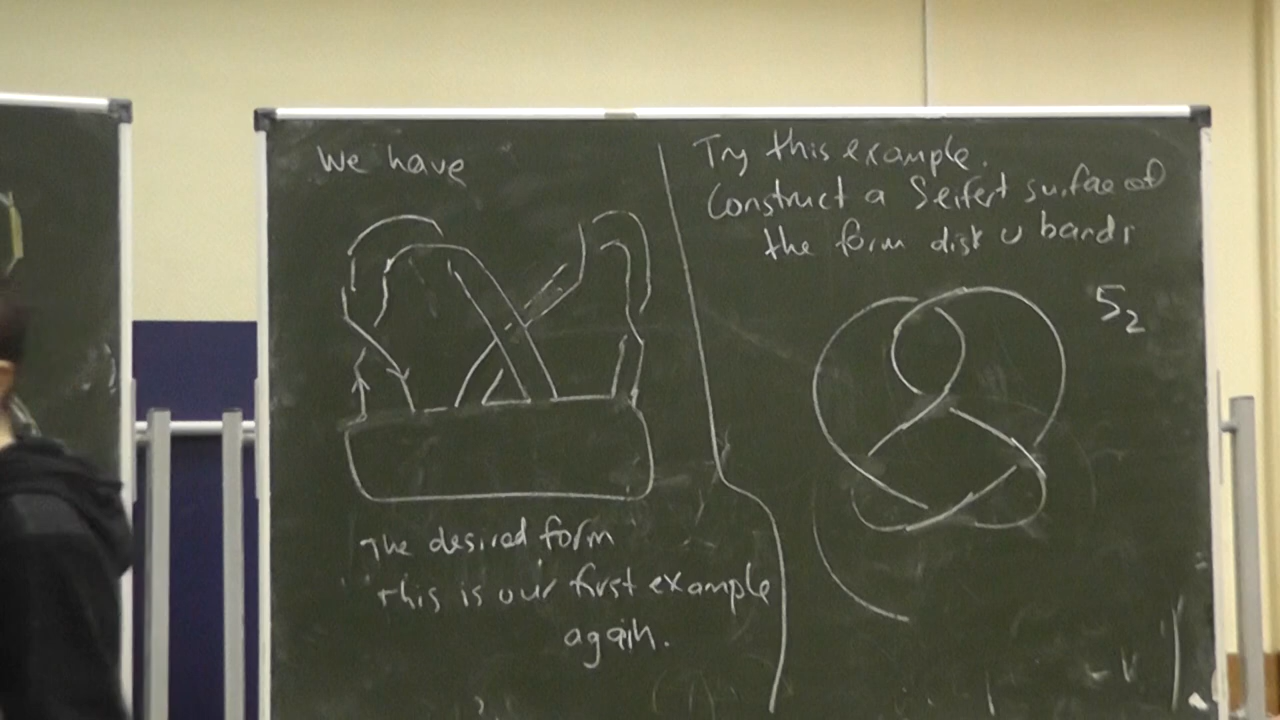 We have
The desired form
This is our first example
again.
Try this example.
Construct a Seifert surface of
the form disk ∪ bands
5₂